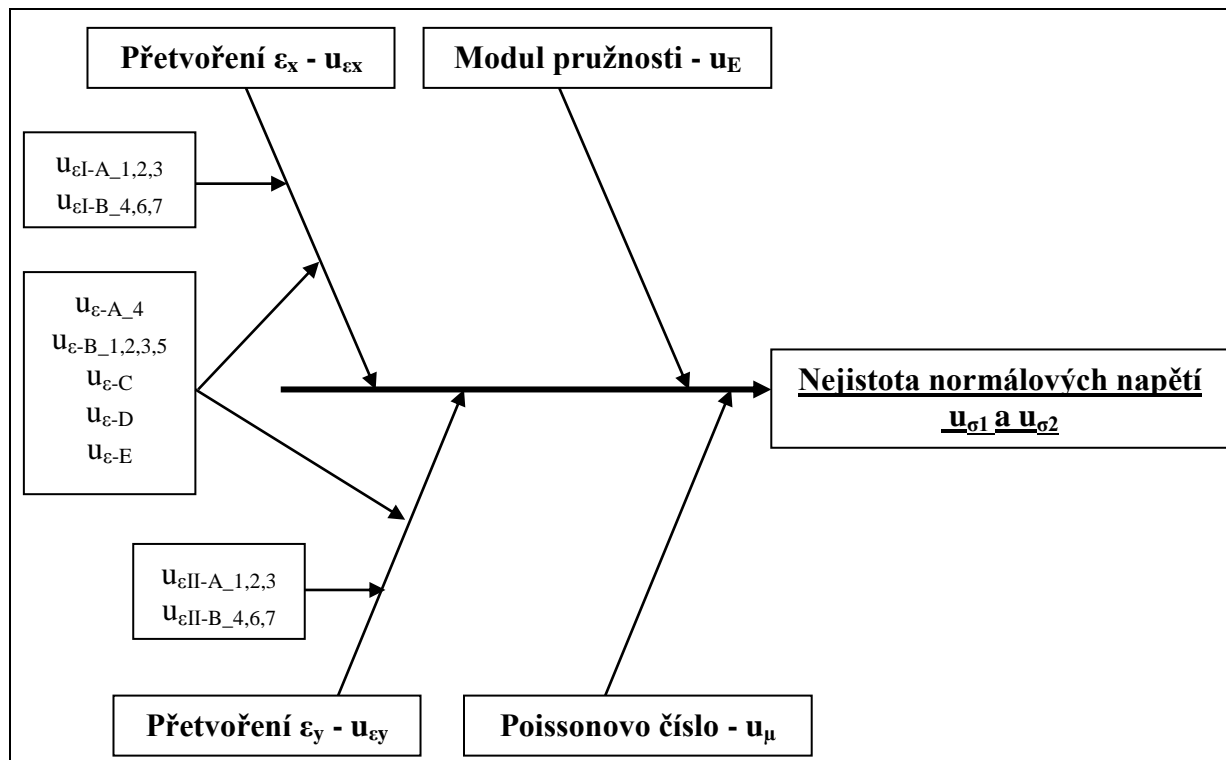 Přetvoření εx - uεx
Modul pružnosti - uE
uεI-A_1,2,3
uεI-B_4,6,7
uε-A_4
uε-B_1,2,3,5
uε-C
uε-D
uε-E
Nejistota normálových napětí
uσ1 a uσ2
uεII-A_1,2,3
uεII-B_4,6,7
Přetvoření εy - uεy
Poissonovo číslo - uμ